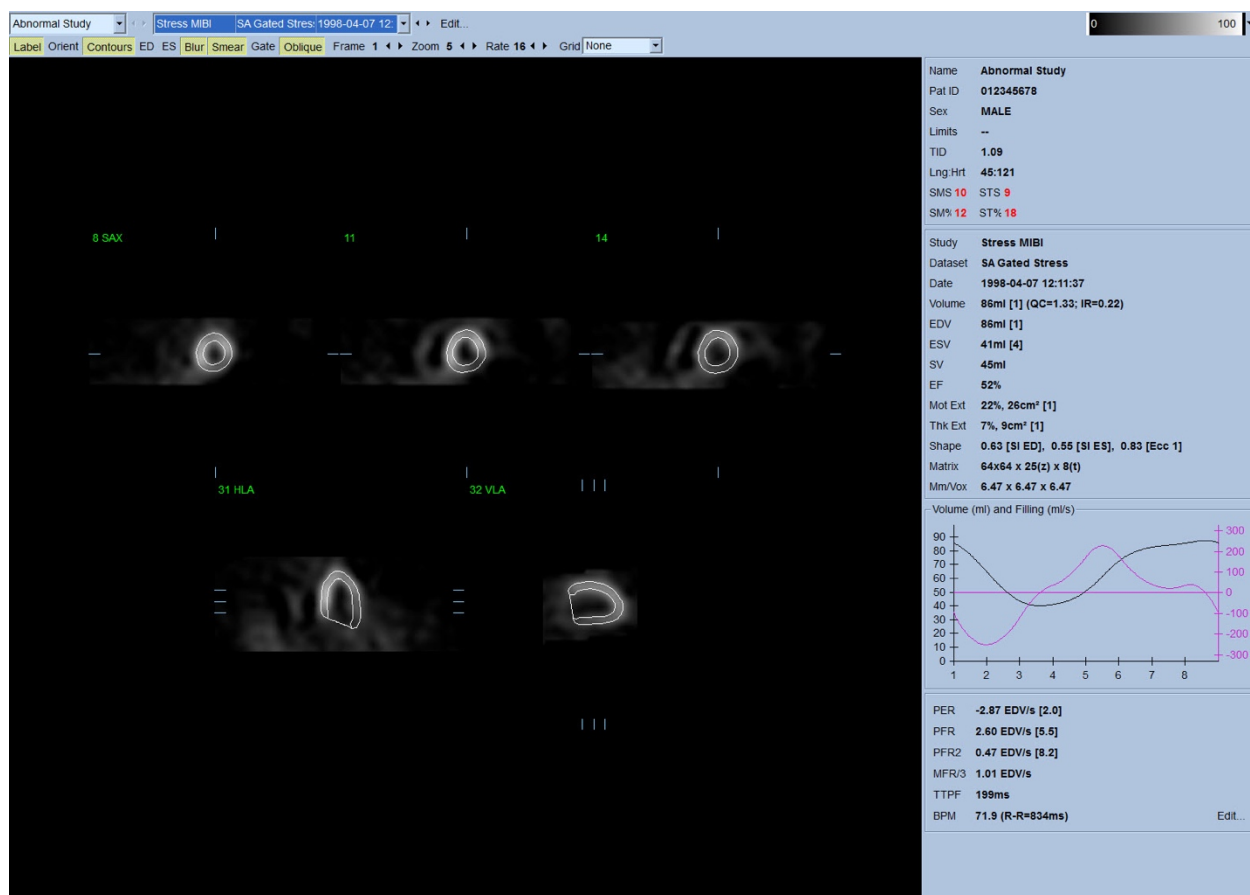 Abnormal Study Stress MIBI SA Gated Stres: 1998-04-07 12: Edit... 0 100
Label Orient Contours ED ES Blur Smear Gate Oblique Frame 1 Zoom 5 Rate 16 Grid None
Name Abnormal Study
Pat ID 012345678
Sex MALE
Limits --
TID 1.09
Lng:Hrt 45:121
SMS 10 STS 9
SM% 12 ST% 18
8 SAX 11 14
31 HLA 32 VLA
Study Stress MIBI
Dataset SA Gated Stress
Date 1998-04-07 12:11:37
Volume 86ml [1] (QC=1.33; IR=0.22)
EDV 86ml [1]
ESV 41ml [4]
SV 45ml
EF 52%
Mot Ext 22%, 26cm² [1]
Thk Ext 7%, 9cm² [1]
Shape 0.63 [SI ED], 0.55 [SI ES], 0.83 [Ecc 1]
Matrix 64x64 x 25(z) x 8(t)
Mm/Vox 6.47 x 6.47 x 6.47
Volume (ml) and Filling (ml/s)
90
80
70
60
50
40
30
20
10
0
300
200
100
0
-100
-200
-300
1 2 3 4 5 6 7 8
PER -2.87 EDV/s [2.0]
PFR 2.60 EDV/s [5.5]
PFR2 0.47 EDV/s [8.2]
MFR/3 1.01 EDV/s
TTPF 199ms
BPM 71.9 (R-R=834ms) Edit...